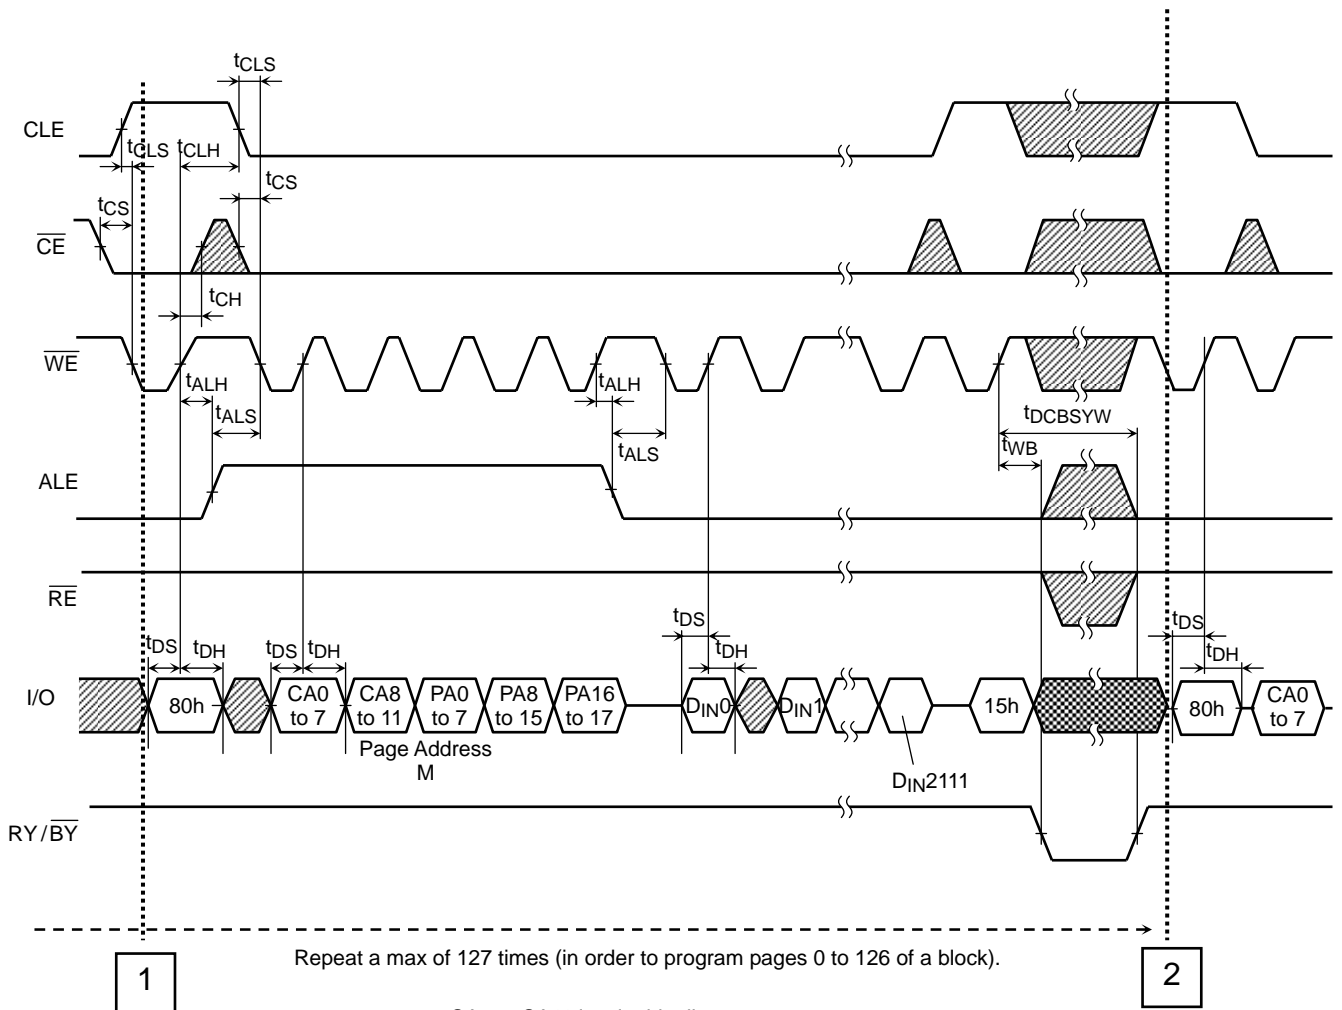 tCLS
CLE
tCLS tCLH
tCS
tCS
CE
tCH
WE
tALH tALH
tALS tDCBSYW
tALS tWB
ALE
RE
tDS tDH tDS tDH tDS tDH tDS tDH
I/O 80h CA0 to 7 CA8 to 11 PA0 to 7 PA8 to 15 PA16 to 17 DIN0 DIN1 15h 80h CA0 to 7
Page Address
M
DIN2111
RY/BY
Repeat a max of 127 times (in order to program pages 0 to 126 of a block).
1 2